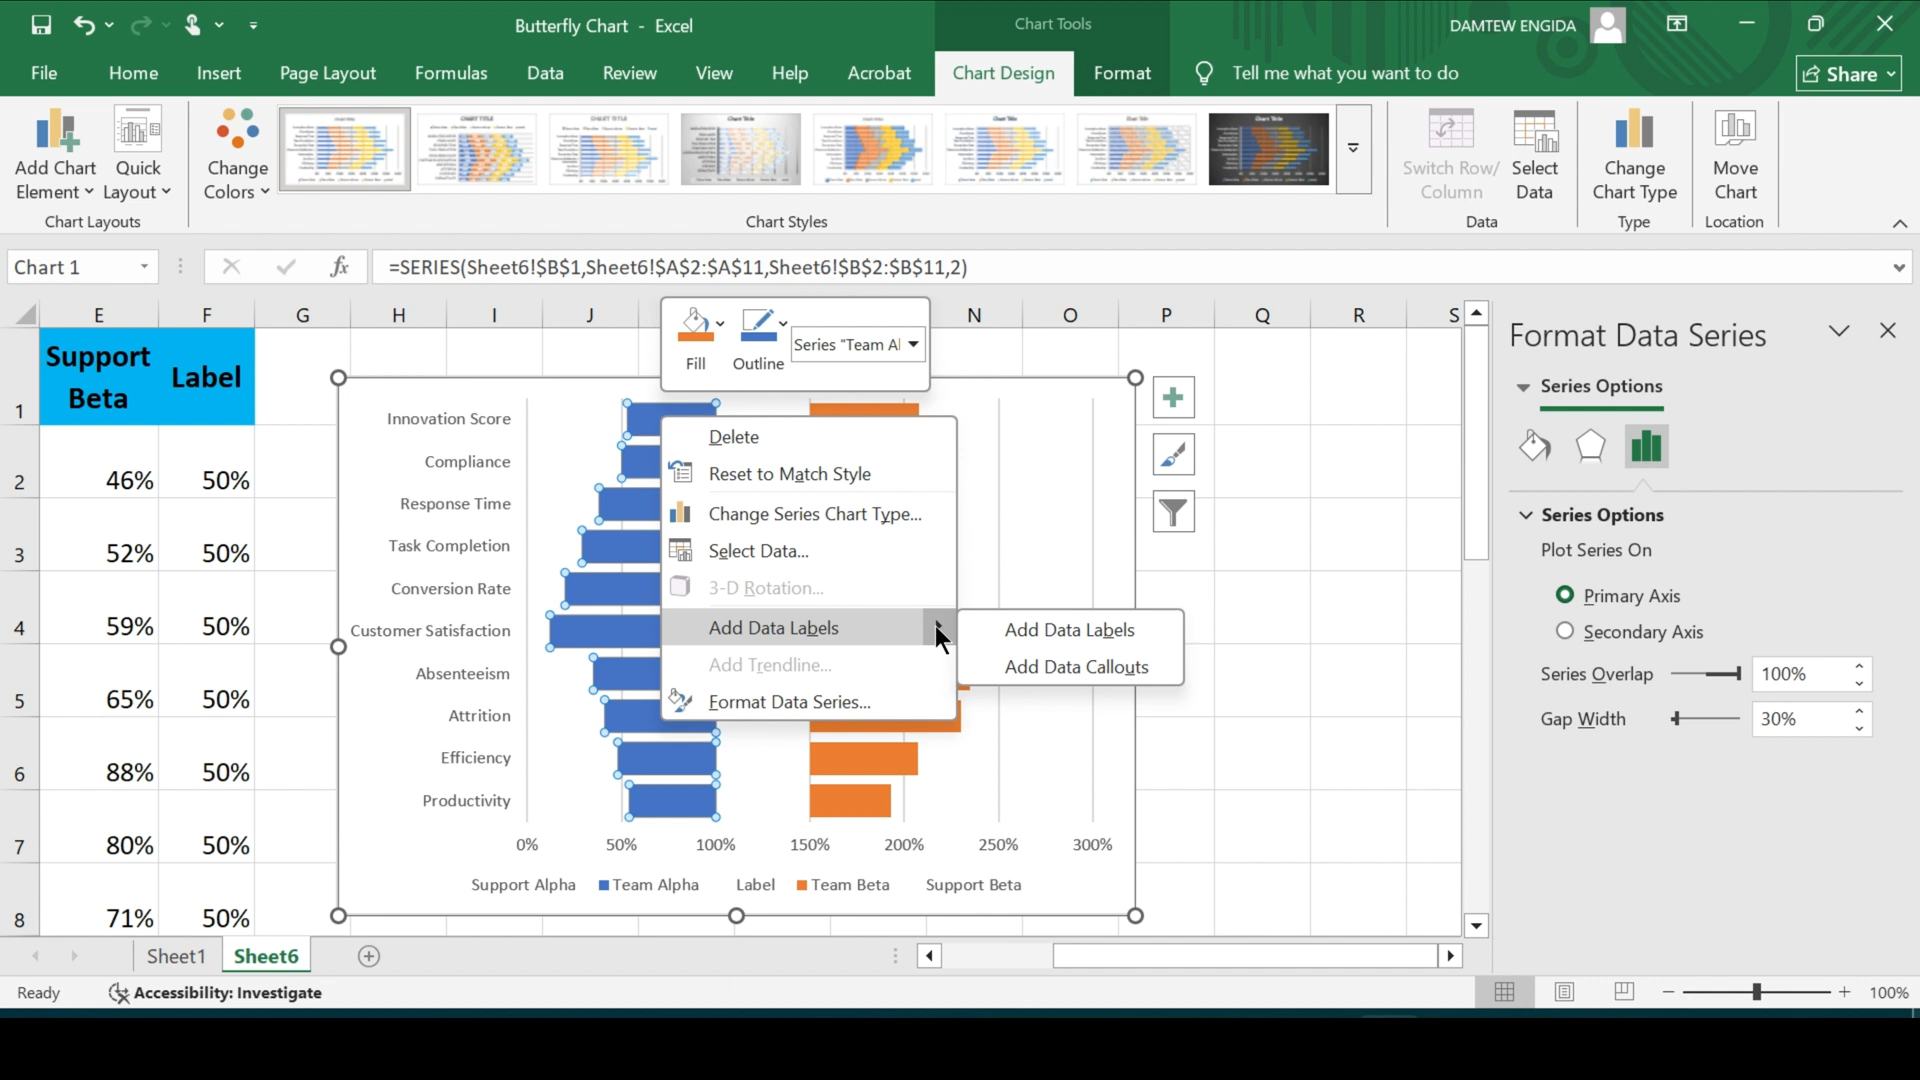 Butterfly Chart - Excel
Chart Tools
DAMTEW ENGIDA
File
Home
Insert
Page Layout
Formulas
Data
Review
View
Help
Acrobat
Chart Design
Format
Tell me what you want to do
Share
Add Chart
Element
Quick
Layout
Chart Layouts
Change
Colors
Chart Styles
Switch Row/
Column
Select
Data
Data
Change
Chart Type
Type
Move
Chart
Location
Chart 1
fx
=SERIES(Sheet6!$B$1,Sheet6!$A$2:$A$11,Sheet6!$B$2:$B$11,2)
E F G H I J N O P Q R S
1
Support
Beta
Label
2 46% 50%
3 52% 50%
4 59% 50%
5 65% 50%
6 88% 50%
7 80% 50%
8 71% 50%
Fill
Outline
Series "Team Al
Innovation Score
Compliance
Response Time
Task Completion
Conversion Rate
Customer Satisfaction
Absenteeism
Attrition
Efficiency
Productivity
0% 50% 100% 150% 200% 250% 300%
Support Alpha Team Alpha Label Team Beta Support Beta
Delete
Reset to Match Style
Change Series Chart Type...
Select Data...
3-D Rotation...
Add Data Labels
Add Trendline...
Format Data Series...
Add Data Labels
Add Data Callouts
Format Data Series
Series Options
Series Options
Plot Series On
Primary Axis
Secondary Axis
Series Overlap 100%
Gap Width 30%
Sheet1
Sheet6
Ready
Accessibility: Investigate
100%